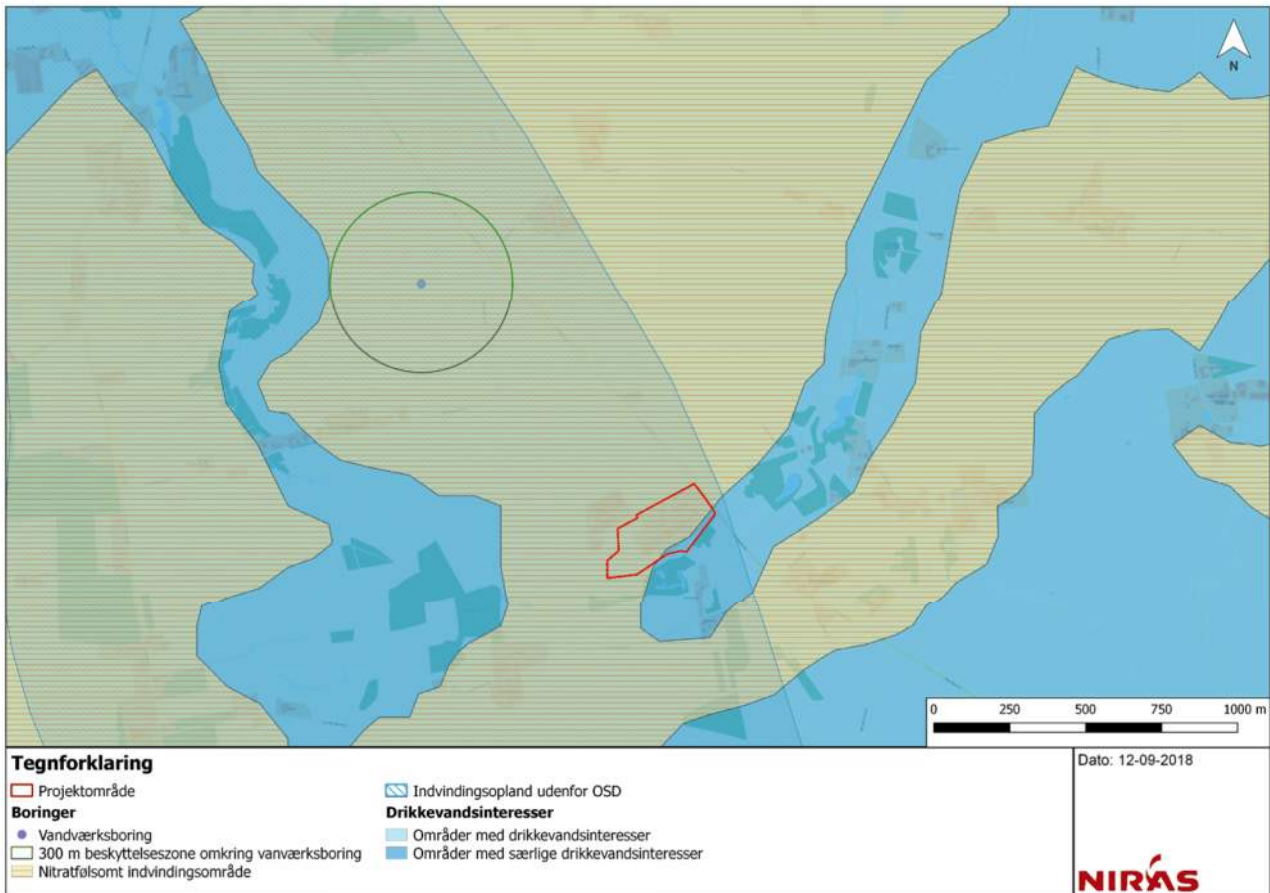 N
0 250 500 750 1000 m
Tegnforklaring
Projektområde
Boringer
Vandværksboring
300 m beskyttelseszone omkring vanværksboring
Nitratfølsomt indvindingsområde
Indvindingsopland udenfor OSD
Drikkevandsinteresser
Områder med drikkevandsinteresser
Områder med særlige drikkevandsinteresser
Dato: 12-09-2018
NIRAS